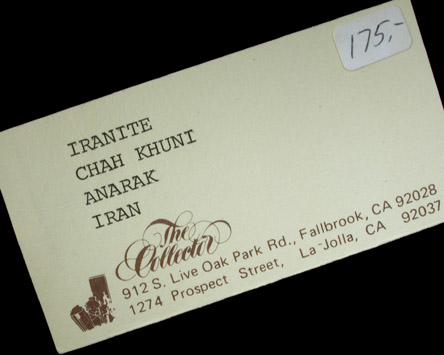 175,-
IRANITE
CHAH KHUNI
ANARAK
IRAN
The
Collector
912 S. Live Oak Park Rd., Fallbrook, CA 92028
1274 Prospect Street, La Jolla, CA 92037